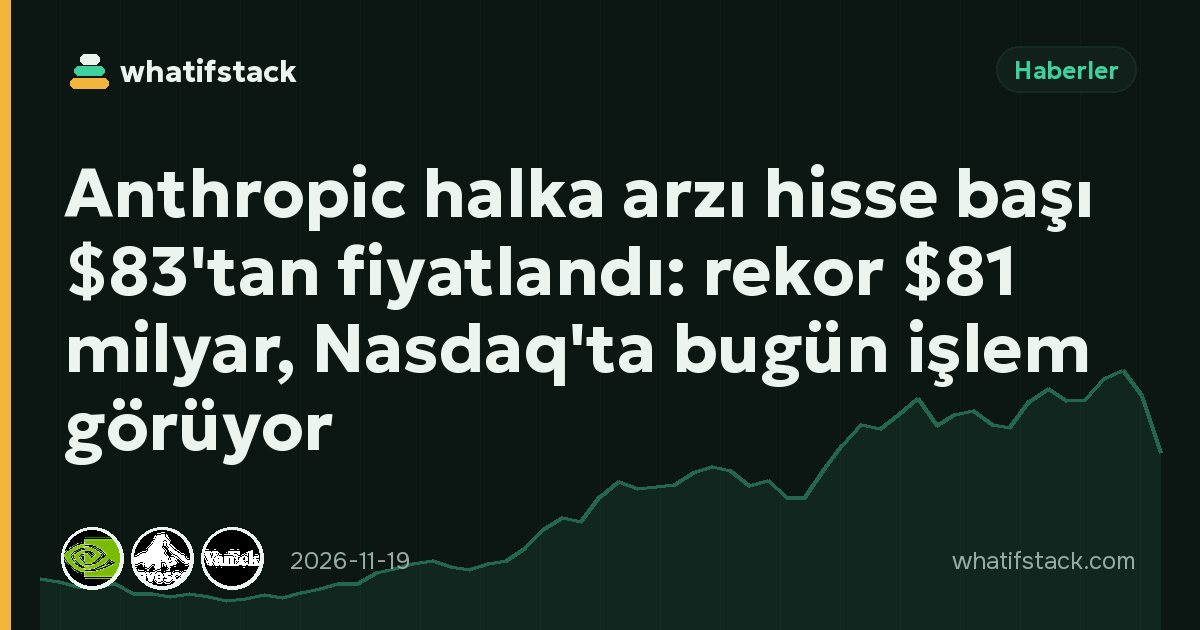 whatifstack
Haberler
Anthropic halka arzı hisse başı
$83'tan fiyatlandı: rekor $81
milyar, Nasdaq'ta bugün işlem
görüyor
2026-11-19
whatifstack.com